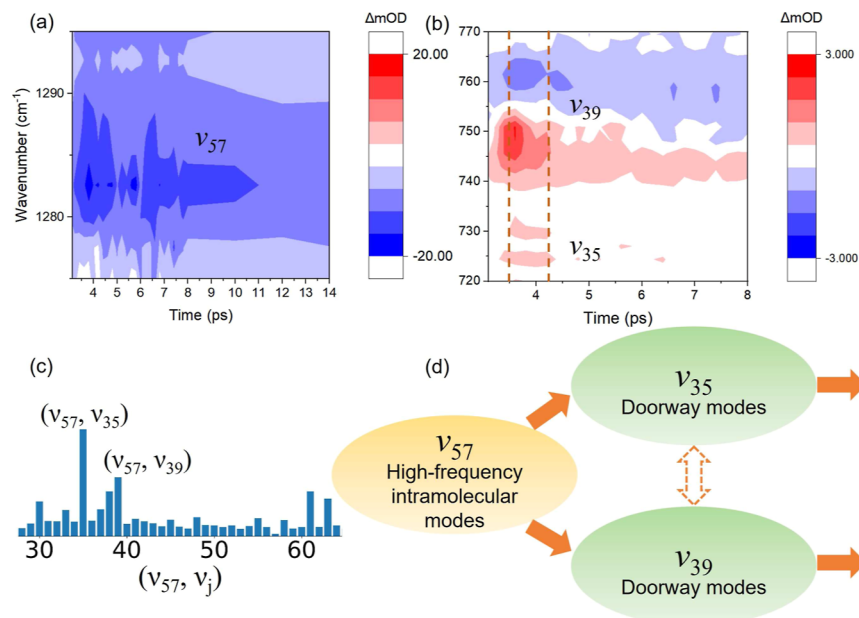 (a)
ΔmOD
20.00
-20.00
Wavenumber (cm⁻¹)
1290
1280
ν57
4 5 6 7 8 9 10 11 12 13 14
Time (ps)
(b)
ΔmOD
3.000
-3.000
770
760
750
740
730
720
ν39
ν35
4 5 6 7 8
Time (ps)
(c)
(ν57, ν35)
(ν57, ν39)
30 40 50 60
(ν57, νj)
(d)
ν57
High-frequency
intramolecular
modes
ν35
Doorway modes
ν39
Doorway modes